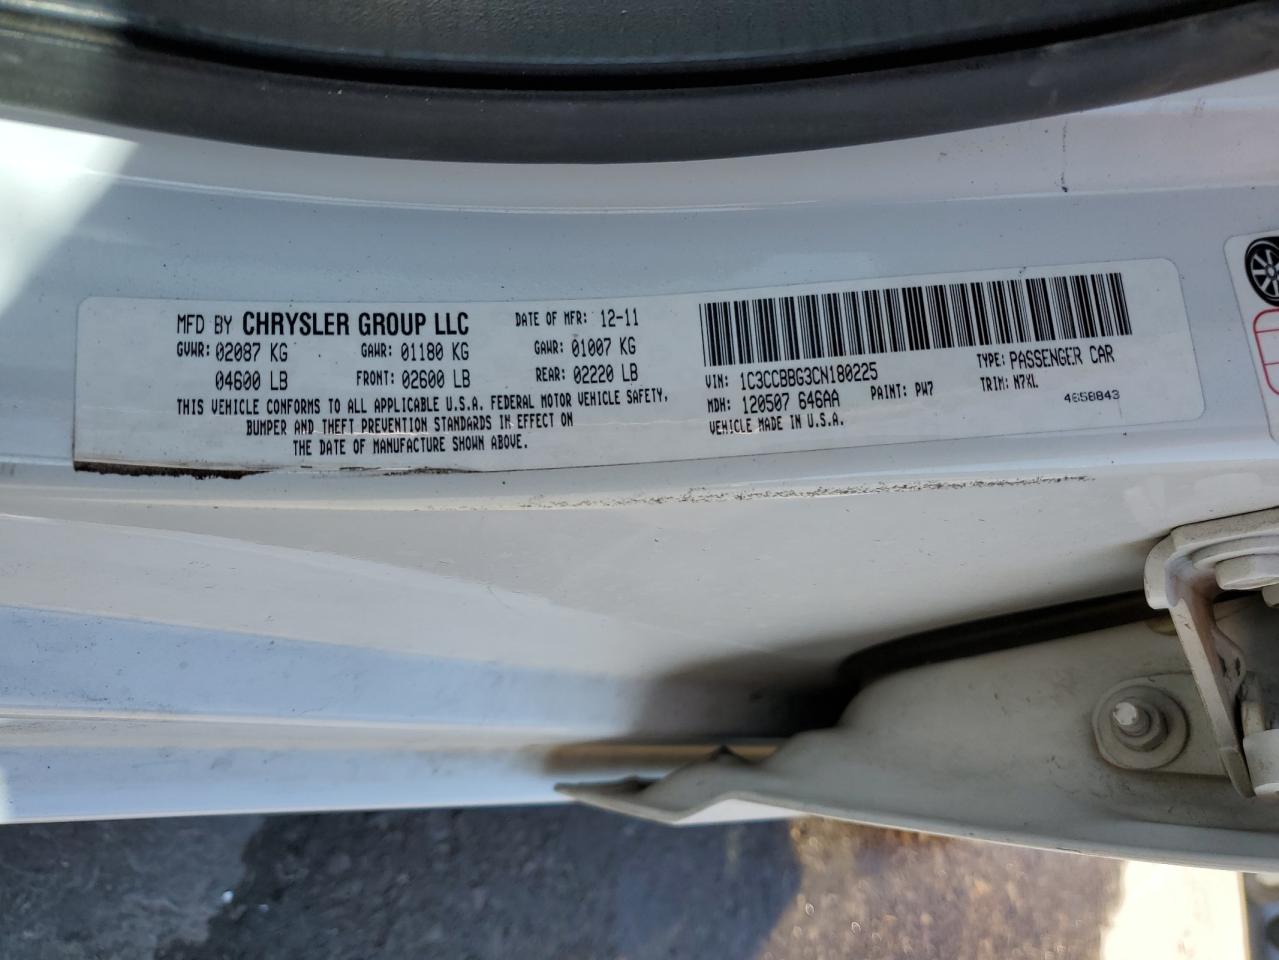 MFD BY CHRYSLER GROUP LLC DATE OF MFR: 12-11
GVWR: 02087 KG GAWR: 01180 KG GAWR: 01007 KG
04600 LB FRONT: 02600 LB REAR: 02220 LB
THIS VEHICLE CONFORMS TO ALL APPLICABLE U.S.A. FEDERAL MOTOR VEHICLE SAFETY,
BUMPER AND THEFT PREVENTION STANDARDS IN EFFECT ON
THE DATE OF MANUFACTURE SHOWN ABOVE.
VIN: 1C3CCBBG3CN180225 TYPE: PASSENGER CAR
MDH: 120507 646AA PAINT: PW7 TRIM: N7XL
VEHICLE MADE IN U.S.A. 4658843